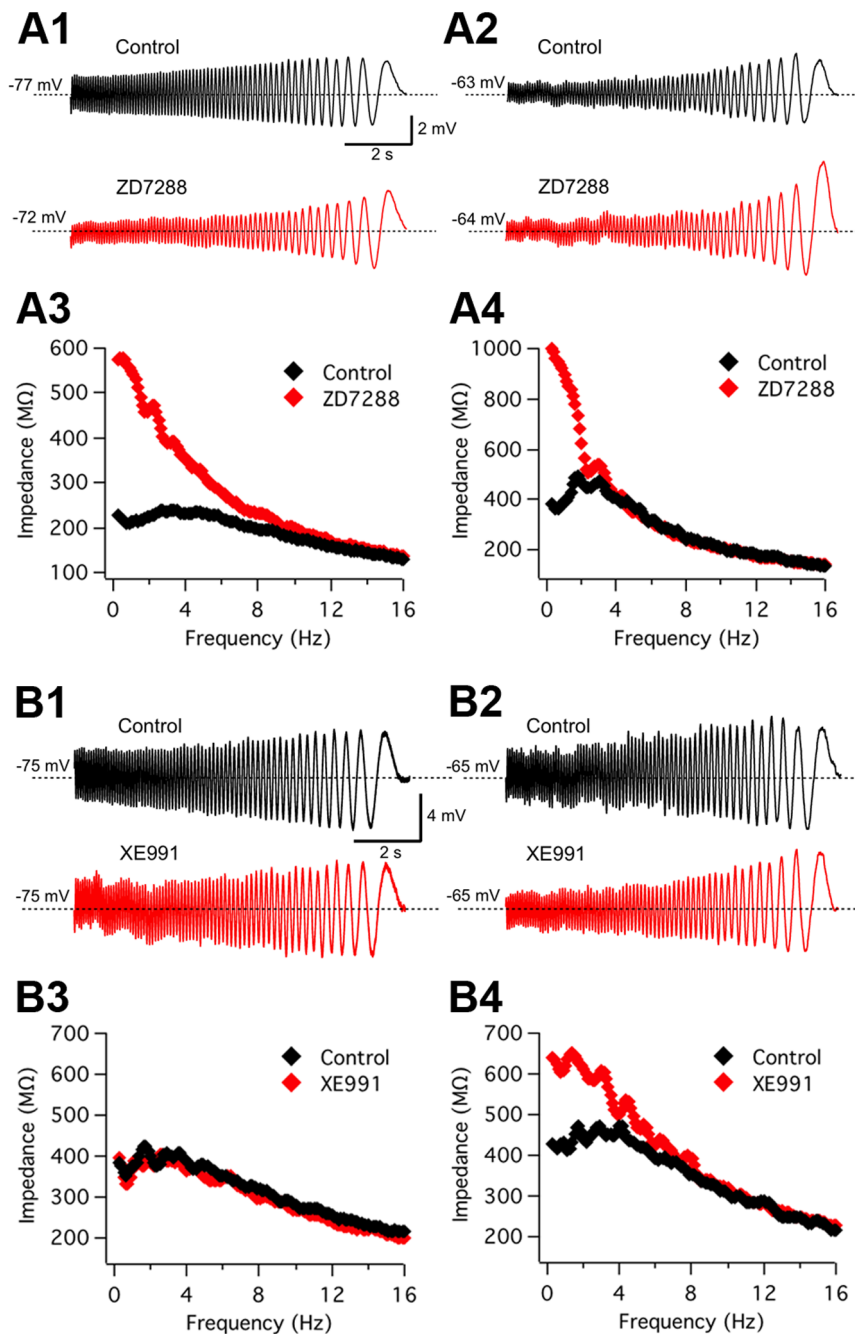 A1
Control
-77 mV
2 mV
2 s
ZD7288
-72 mV
A2
Control
-63 mV
ZD7288
-64 mV
A3
600
500
400
300
200
100
Impedance (MΩ)
Control
ZD7288
0 4 8 12 16
Frequency (Hz)
A4
1000
800
600
400
200
Impedance (MΩ)
Control
ZD7288
0 4 8 12 16
Frequency (Hz)
B1
Control
-75 mV
4 mV
2 s
XE991
-75 mV
B2
Control
-65 mV
XE991
-65 mV
B3
700
600
500
400
300
200
Impedance (MΩ)
Control
XE991
0 4 8 12 16
Frequency (Hz)
B4
700
600
500
400
300
200
Impedance (MΩ)
Control
XE991
0 4 8 12 16
Frequency (Hz)